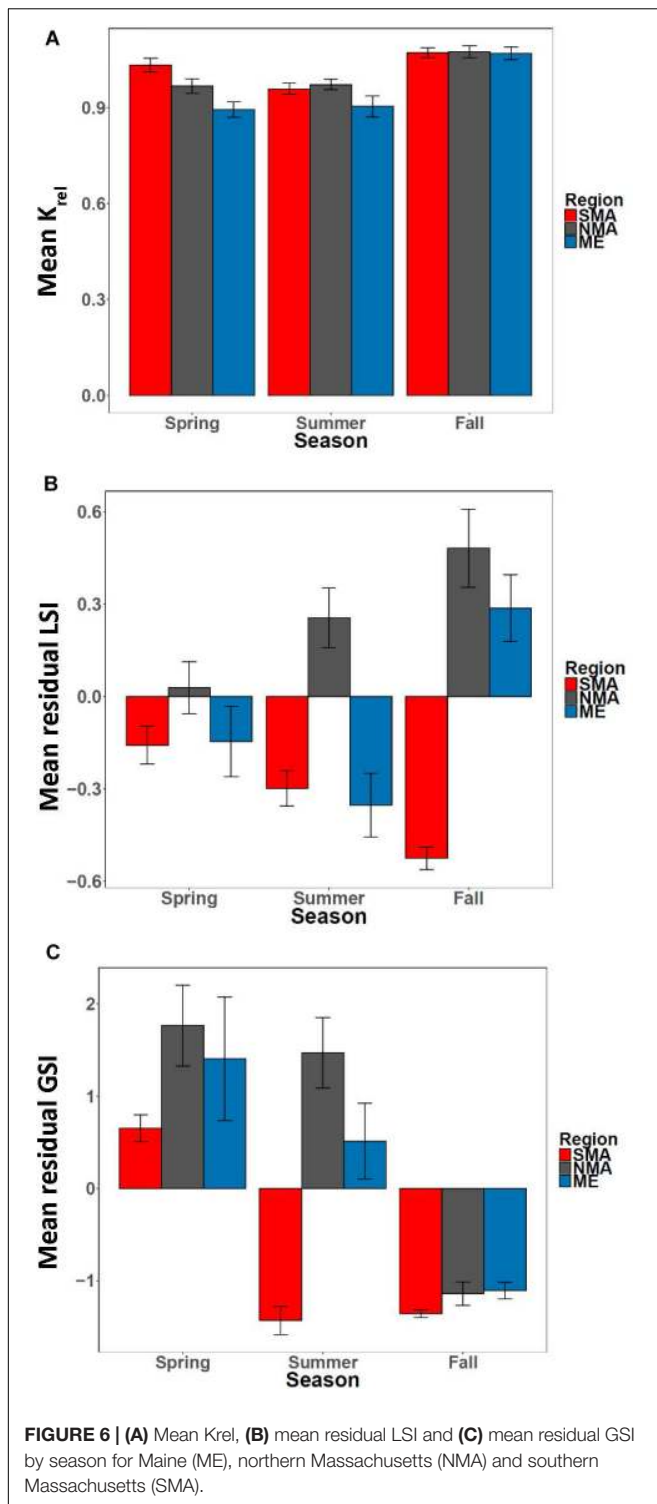 A
Mean Krel
0.9
0.6
0.3
0.0
Spring Summer Fall
Season
Region
SMA
NMA
ME
B
Mean residual LSI
0.6
0.3
0.0
−0.3
−0.6
Spring Summer Fall
Season
Region
SMA
NMA
ME
C
Mean residual GSI
2
1
0
−1
Spring Summer Fall
Season
Region
SMA
NMA
ME
FIGURE 6 | (A) Mean Krel, (B) mean residual LSI and (C) mean residual GSI
by season for Maine (ME), northern Massachusetts (NMA) and southern
Massachusetts (SMA).